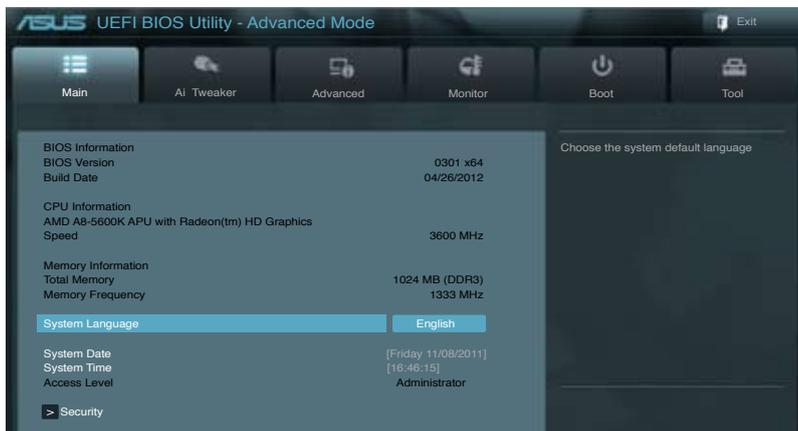 ASUS UEFI BIOS Utility - Advanced Mode
Exit
Main Ai Tweaker Advanced Monitor Boot Tool
Choose the system default language
BIOS Information
BIOS Version 0301 x64
Build Date 04/26/2012
CPU Information
AMD A8-5600K APU with Radeon(tm) HD Graphics
Speed 3600 MHz
Memory Information
Total Memory 1024 MB (DDR3)
Memory Frequency 1333 MHz
System Language English
System Date [Friday 11/08/2011]
System Time [16:46:15]
Access Level Administrator
> Security